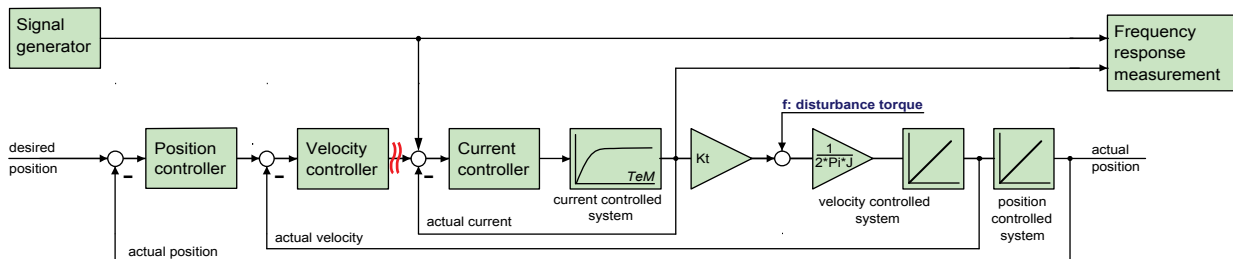 Signal
generator
Frequency
response
measurement
f: disturbance torque
desired
position
Position
controller
Velocity
controller
Current
controller
TeM
Kt
1
2*Pi*J
actual
position
-
-
-
current controlled
system
velocity controlled
system
position
controlled
system
actual current
actual velocity
actual position